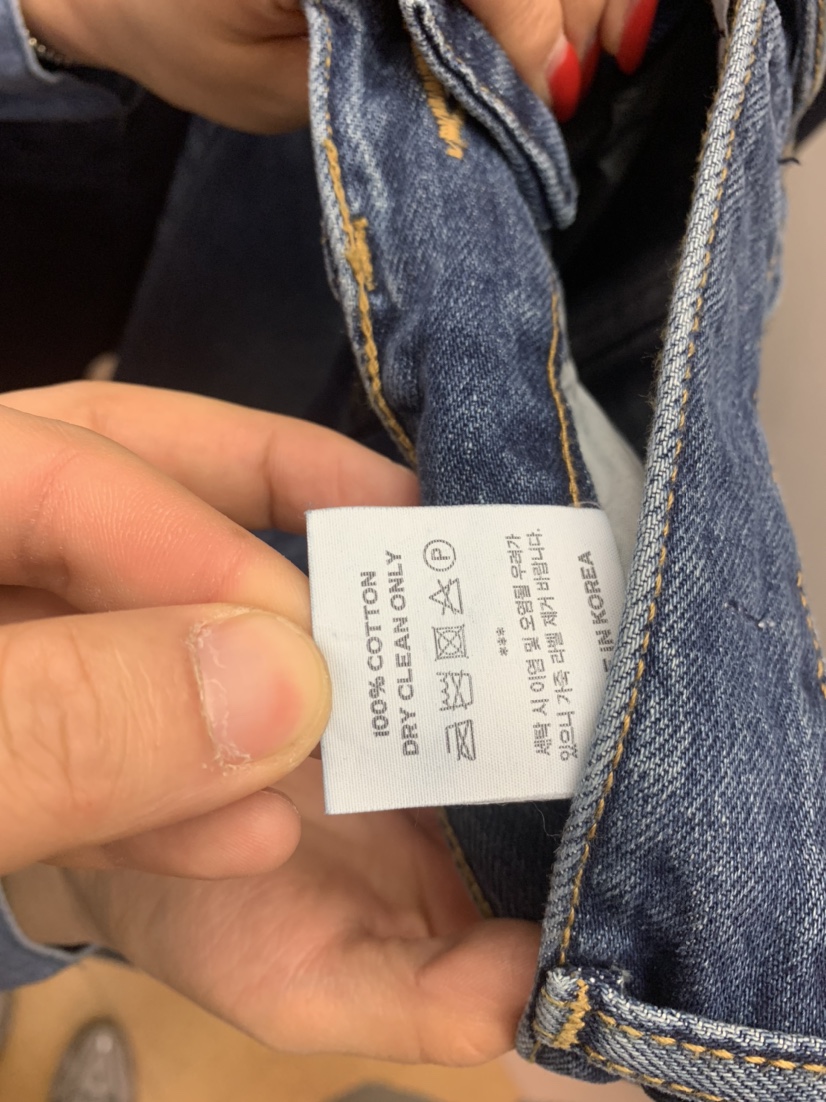 100% COTTON
DRY CLEAN ONLY
P
***
세탁 시 이염 및 오염될 우려가
있으니 가죽 라벨 제거 바랍니다.
IN KOREA